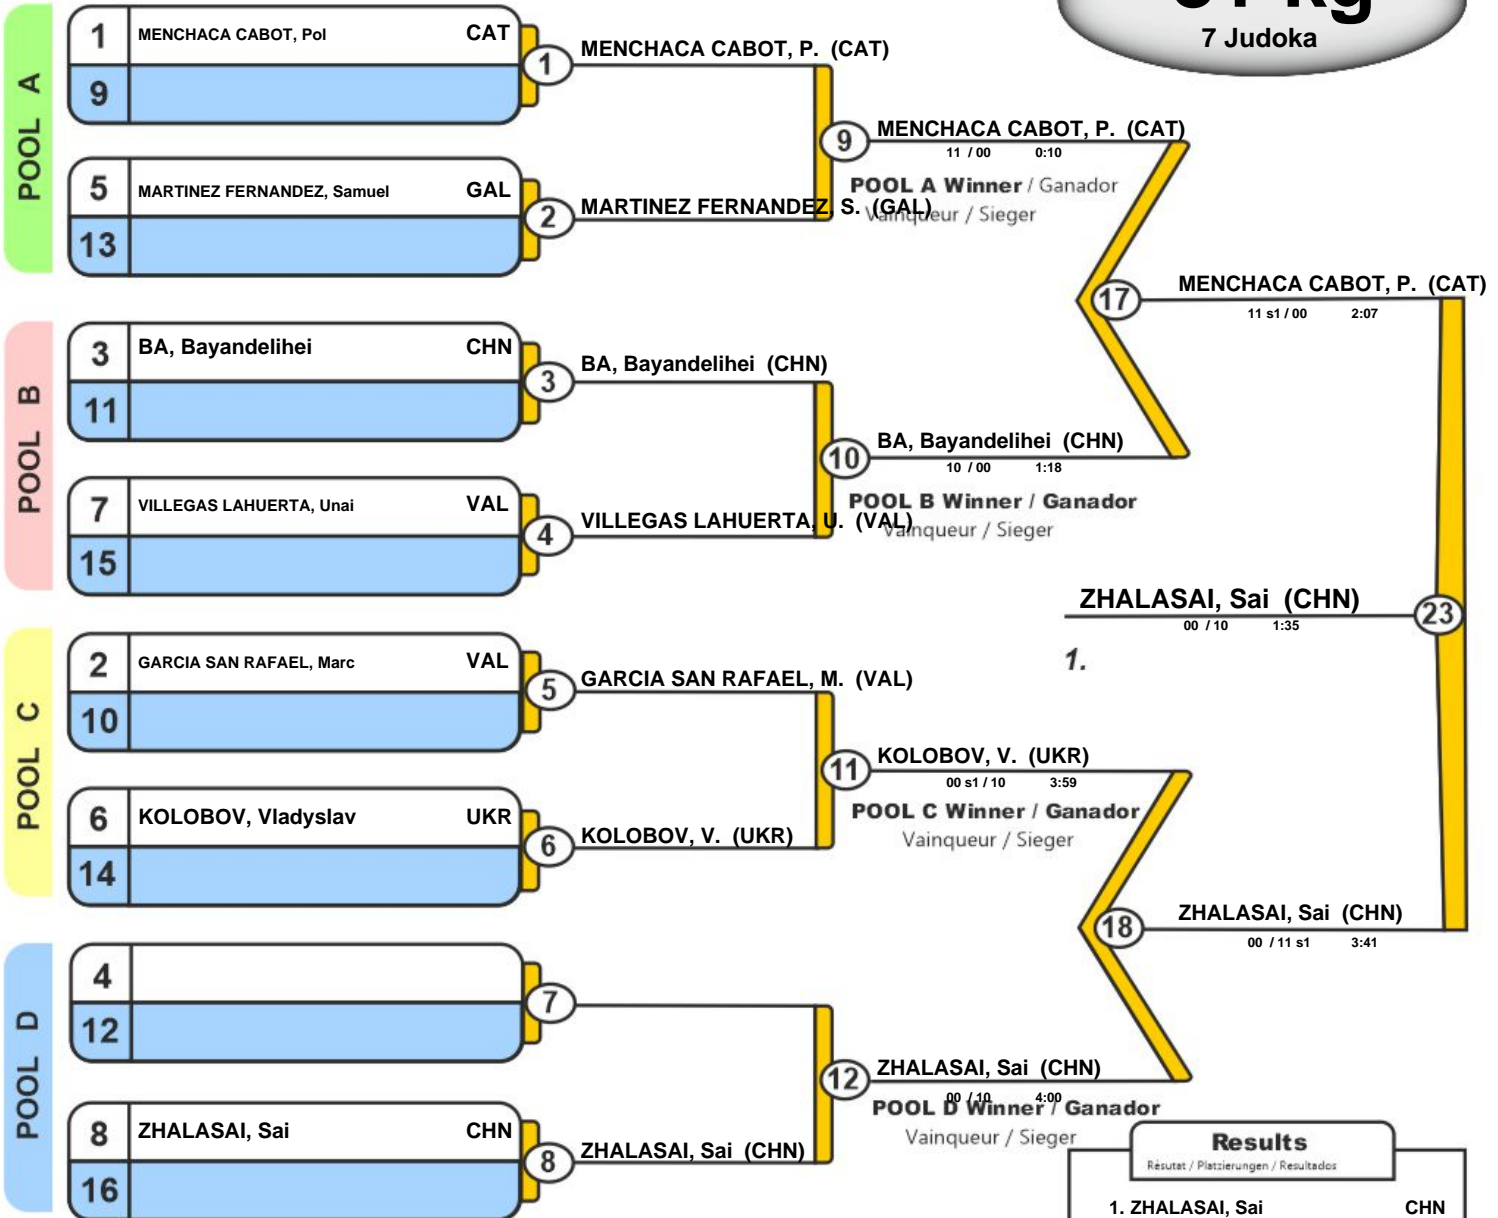 7 Judoka
POOL A
1 MENCHACA CABOT, Pol CAT
9
5 MARTINEZ FERNANDEZ, Samuel GAL
13
1 MENCHACA CABOT, P. (CAT)
2 MARTINEZ FERNANDEZ, S. (GAL)
9 MENCHACA CABOT, P. (CAT)
11 / 00 0:10
POOL A Winner / Ganador
Vainqueur / Sieger
POOL B
3 BA, Bayandelihei CHN
11
7 VILLEGAS LAHUERTA, Unai VAL
15
3 BA, Bayandelihei (CHN)
4 VILLEGAS LAHUERTA, U. (VAL)
10 BA, Bayandelihei (CHN)
10 / 00 1:18
POOL B Winner / Ganador
Vainqueur / Sieger
17 MENCHACA CABOT, P. (CAT)
11 s1 / 00 2:07
ZHALASAI, Sai (CHN) 23
00 / 10 1:35
1.
POOL C
2 GARCIA SAN RAFAEL, Marc VAL
10
6 KOLOBOV, Vladyslav UKR
14
5 GARCIA SAN RAFAEL, M. (VAL)
6 KOLOBOV, V. (UKR)
11 KOLOBOV, V. (UKR)
00 s1 / 10 3:59
POOL C Winner / Ganador
Vainqueur / Sieger
18 ZHALASAI, Sai (CHN)
00 / 11 s1 3:41
POOL D
4
12
8 ZHALASAI, Sai CHN
16
7
8 ZHALASAI, Sai (CHN)
12 ZHALASAI, Sai (CHN)
00 / 10 4:00
POOL D Winner / Ganador
Vainqueur / Sieger
Results
Résutat / Platzierungen / Resultados
1. ZHALASAI, Sai CHN